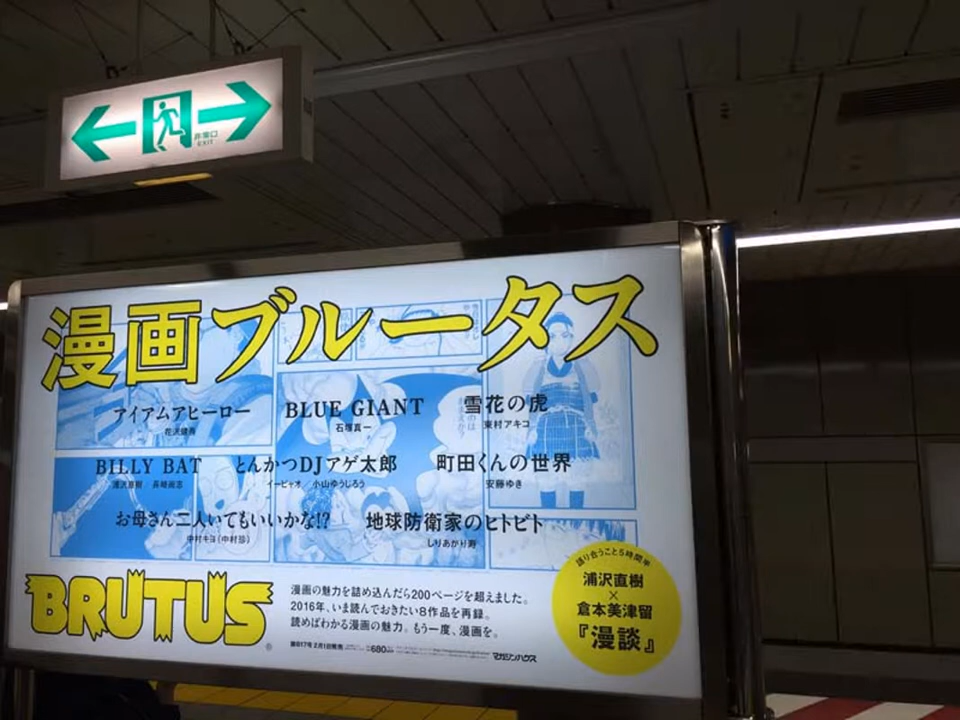 非常口
EXIT
漫画ブルータス
アイアムアヒーロー
花沢健吾
BLUE GIANT
石塚真一
雪花の虎
東村アキコ
BILLY BAT
浦沢直樹/長崎尚志
とんかつDJアゲ太郎
イーピャオ/小山ゆうじろう
町田くんの世界
安藤ゆき
お母さん二人いてもいいかな!?
中村キヨ(中村珍)
地球防衛家のヒトビト
しりあがり寿
BRUTUS
漫画の魅力を詰め込んだら200ページを超えました。
2016年、いま読んでおきたい8作品を再録。
読めばわかる漫画の魅力。もう一度、漫画を。
680
マガジンハウス
語り合うこと5時間半
浦沢直樹
×
倉本美津留
『漫談』